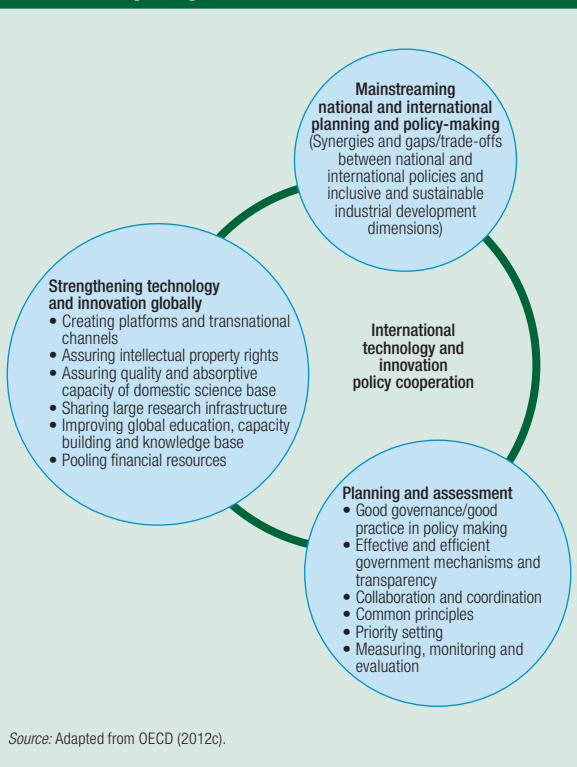 Mainstreaming
national and international
planning and policy-making
(Synergies and gaps/trade-offs
between national and
international policies and
inclusive and sustainable
industrial development
dimensions)
Strengthening technology
and innovation globally
• Creating platforms and transnational
channels
• Assuring intellectual property rights
• Assuring quality and absorptive
capacity of domestic science base
• Sharing large research infrastructure
• Improving global education, capacity
building and knowledge base
• Pooling financial resources
International
technology and
innovation
policy cooperation
Planning and assessment
• Good governance/good
practice in policy making
• Effective and efficient
government mechanisms and
transparency
• Collaboration and coordination
• Common principles
• Priority setting
• Measuring, monitoring and
evaluation
Source: Adapted from OECD (2012c).